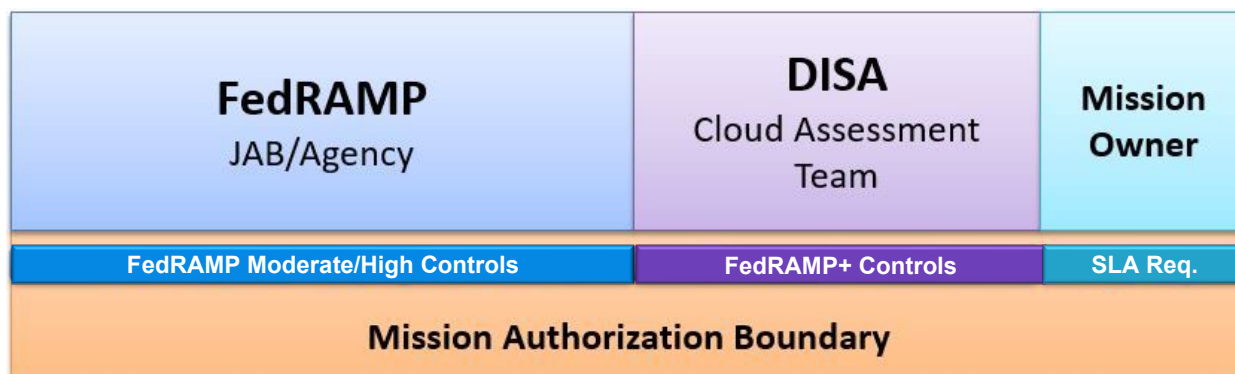 FedRAMP
JAB/Agency
DISA
Cloud Assessment
Team
Mission
Owner
FedRAMP Moderate/High Controls
FedRAMP+ Controls
SLA Req.
Mission Authorization Boundary